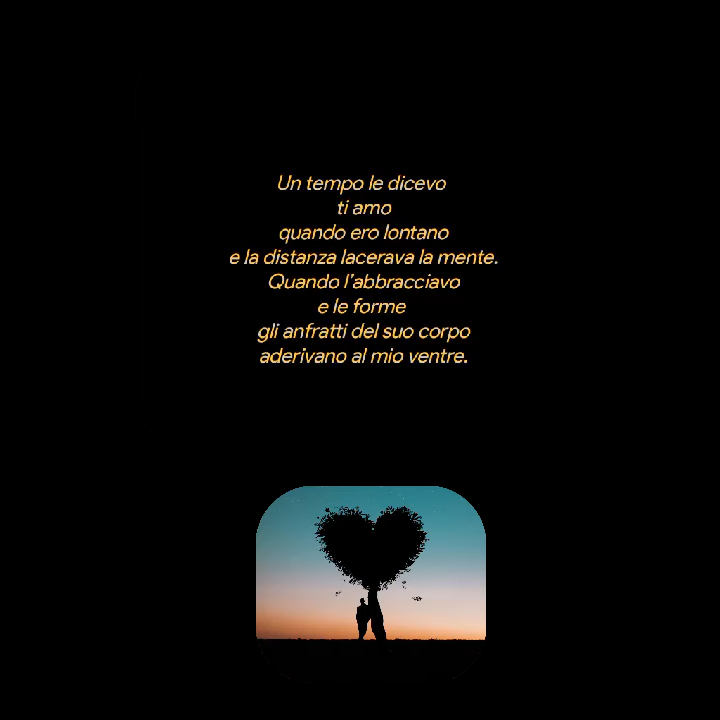 Un tempo le dicevo
ti amo
quando ero lontano
e la distanza lacerava la mente.
Quando l'abbracciavo
e le forme
gli anfratti del suo corpo
aderivano al mio ventre.